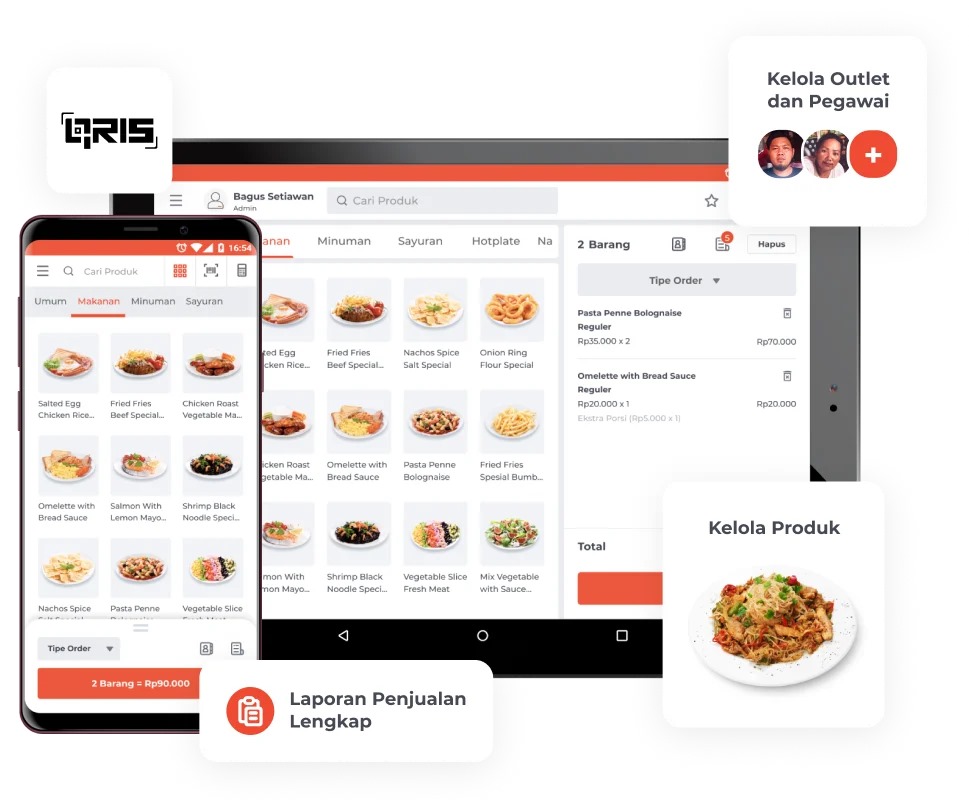 Kelola Outlet
dan Pegawai
QRIS
Bagus Setiawan
Admin
Cari Produk
anan
Minuman
Sayuran
Hotplate
Na
2 Barang
5
Hapus
Tipe Order
Pasta Penne Bolognaise
Reguler
Rp35.000 x 2
Rp70.000
Omelette with Bread Sauce
Reguler
Rp20.000 x 1
Rp20.000
Ekstra Porsi (Rp5.000 x 1)
Total
ted Egg
cken Rice...
Fried Fries
Beef Special...
Nachos Spice
Salt Special
Onion Ring
Flour Special
icken Roast
getable Ma...
Omelette with
Bread Sauce
Pasta Penne
Bolognaise
Fried Fries
Spesial Bumb...
mon With
mon Mayo...
Shrimp Black
Noodle Speci...
Vegetable Slice
Fresh Meat
Mix Vegetable
with Sauce...
16:54
Cari Produk
Umum
Makanan
Minuman
Sayuran
Salted Egg
Chicken Rice...
Fried Fries
Beef Special...
Chicken Roast
Vegetable Ma...
Omelette with
Bread Sauce
Salmon With
Lemon Mayo...
Shrimp Black
Noodle Speci...
Nachos Spice
Salt Special
Pasta Penne
Bolognaise
Vegetable Slice
Fresh Meat
Tipe Order
2 Barang = Rp90.000
Laporan Penjualan
Lengkap
Kelola Produk